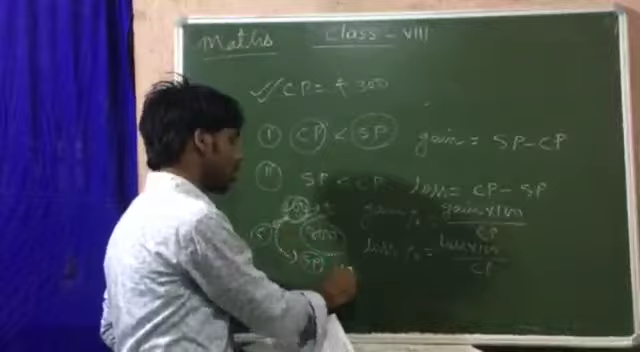 Maths Class – VIII
✓ CP = ₹ 300
I CP < SP gain = SP – CP
II SP < CP loss = CP – SP
gain % = gain x 100 / CP
loss % = loss x 100 / CP
SP